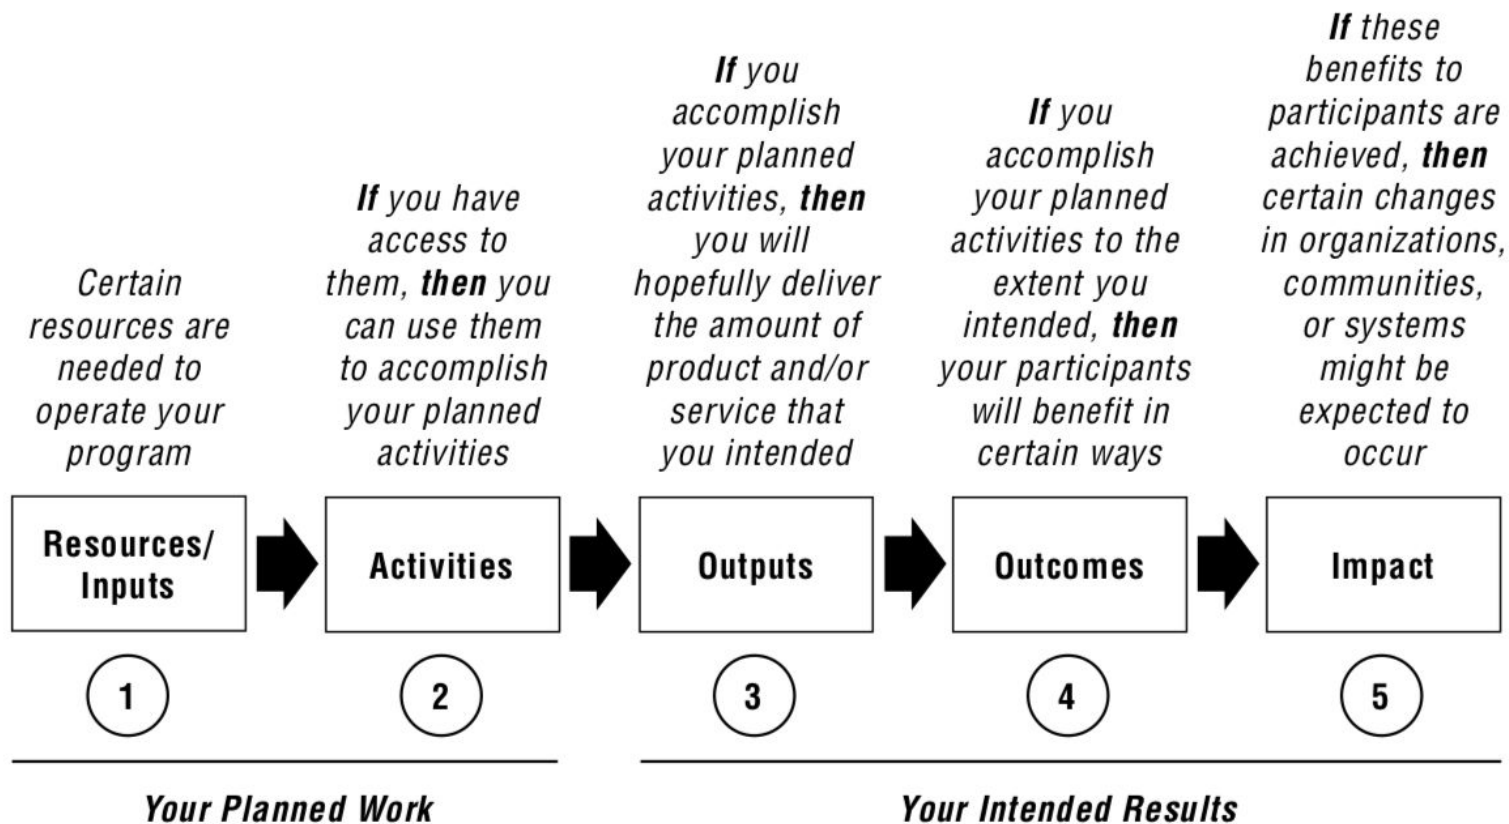 Certain
resources are
needed to
operate your
program
If you have
access to
them, then you
can use them
to accomplish
your planned
activities
If you
accomplish
your planned
activities, then
you will
hopefully deliver
the amount of
product and/or
service that
you intended
If you
accomplish
your planned
activities to the
extent you
intended, then
your participants
will benefit in
certain ways
If these
benefits to
participants are
achieved, then
certain changes
in organizations,
communities,
or systems
might be
expected to
occur
Resources/
Inputs
Activities
Outputs
Outcomes
Impact
1
2
3
4
5
Your Planned Work
Your Intended Results